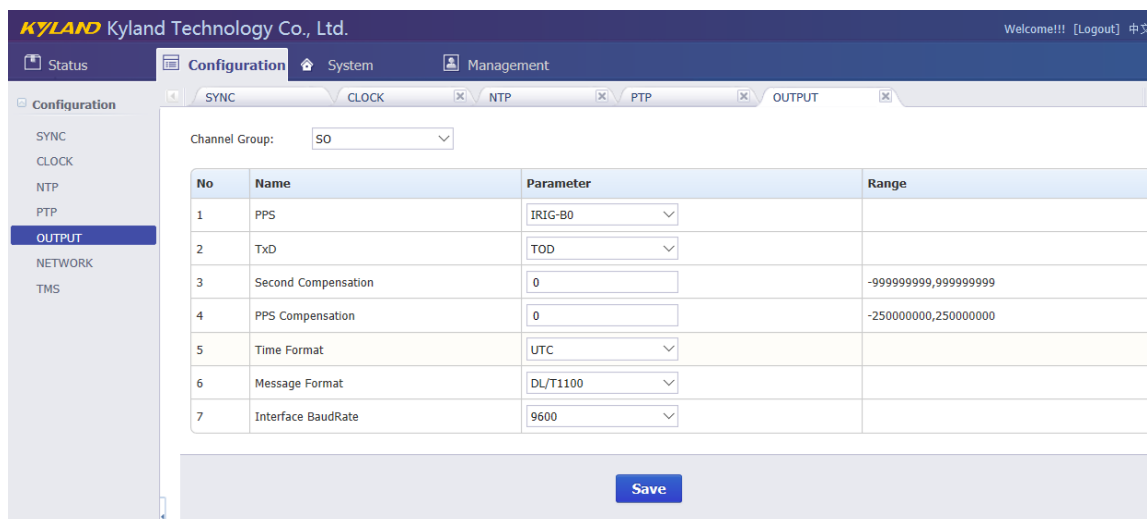 KYLAND Kyland Technology Co., Ltd.
Welcome!!! [Logout] 中文
Status Configuration System Management
Configuration
SYNC
CLOCK
NTP
PTP
OUTPUT
NETWORK
TMS
SYNC CLOCK NTP PTP OUTPUT
Channel Group: SO
No Name Parameter Range
1 PPS IRIG-B0
2 TxD TOD
3 Second Compensation 0 -999999999,999999999
4 PPS Compensation 0 -250000000,250000000
5 Time Format UTC
6 Message Format DL/T1100
7 Interface BaudRate 9600
Save